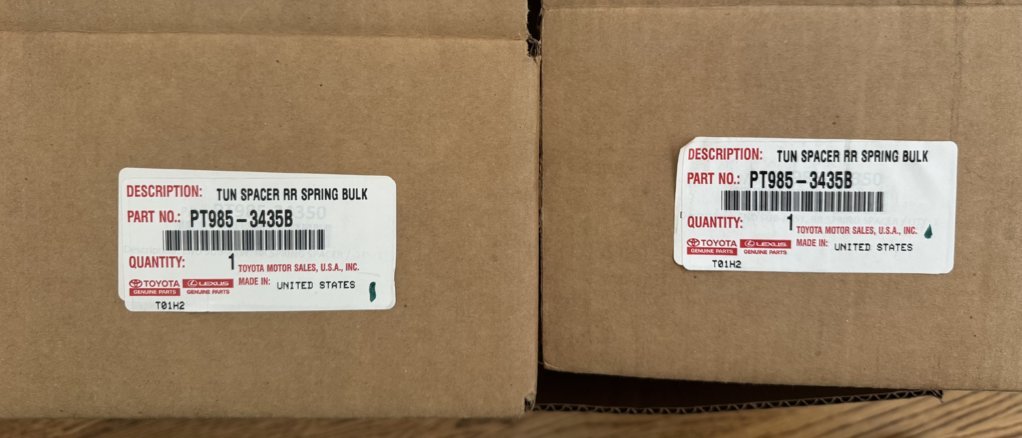 DESCRIPTION: TUN SPACER RR SPRING BULK
PART NO.: PT985-3435B
QUANTITY: 1 TOYOTA MOTOR SALES, U.S.A., INC.
TOYOTA GENUINE PARTS LEXUS GENUINE PARTS MADE IN: UNITED STATES
T01H2
DESCRIPTION: TUN SPACER RR SPRING BULK
PART NO.: PT985-3435B
QUANTITY: 1 TOYOTA MOTOR SALES, U.S.A., INC.
TOYOTA GENUINE PARTS LEXUS GENUINE PARTS MADE IN: UNITED STATES
T01H2